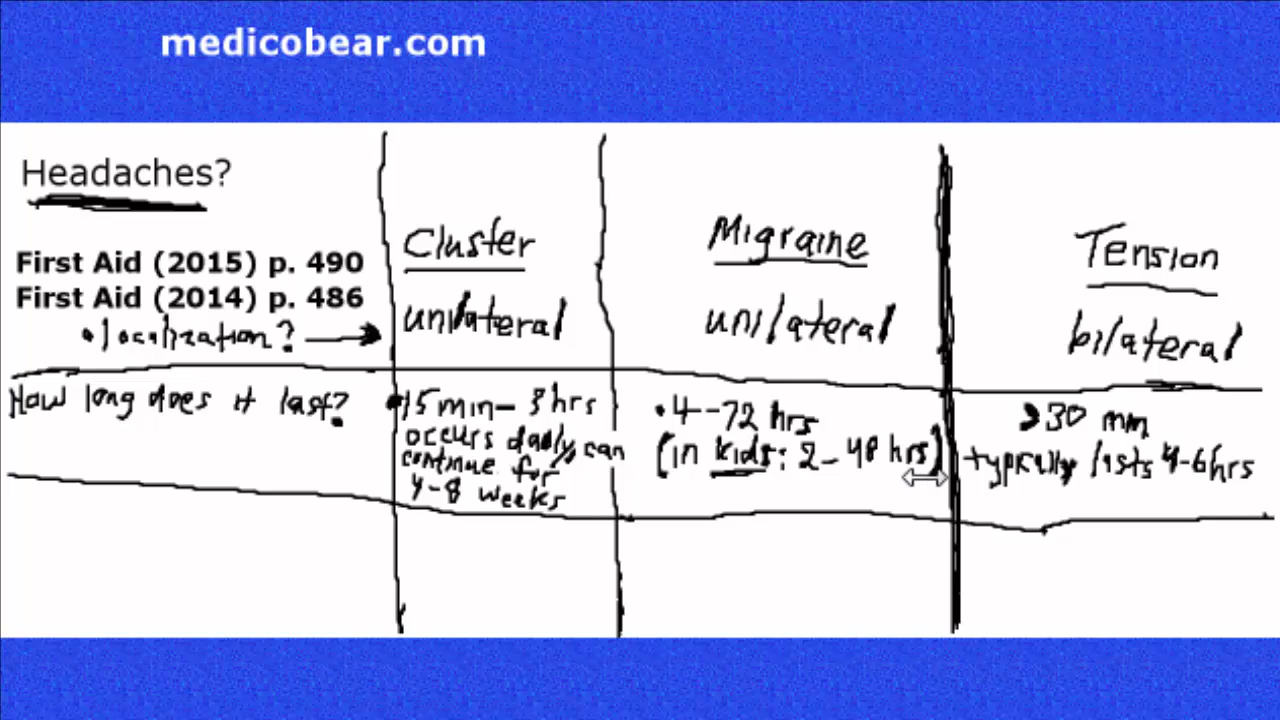 medicobear.com
Headaches?
First Aid (2015) p. 490
First Aid (2014) p. 486
• localization?
Cluster
unilateral
Migraine
unilateral
Tension
bilateral
How long does it last?
• 15 min - 3 hrs
occurs daily can
continue for
4-8 weeks
• 4-72 hrs
(in kids: 2-48 hrs)
>30 min
typically lasts 4-6hrs